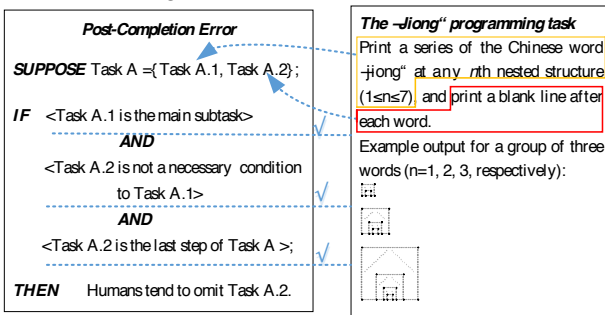 Post-Completion Error
SUPPOSE Task A ={ Task A.1, Task A.2};
IF <Task A.1 is the main subtask>
√
AND
<Task A.2 is not a necessary condition
to Task A.1>
√
AND
<Task A.2 is the last step of Task A >;
√
THEN Humans tend to omit Task A.2.
The –Jiong“ programming task
Print a series of the Chinese word
–jiong“ at any nth nested structure
(1≤n≤7), and print a blank line after
each word.
Example output for a group of three
words (n=1, 2, 3, respectively):